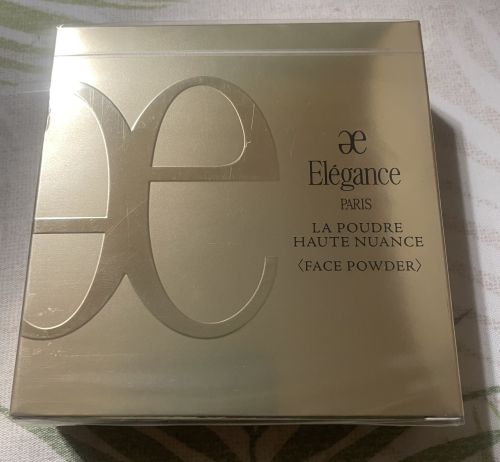 æ
æ
Elégance
PARIS
LA POUDRE
HAUTE NUANCE
〈FACE POWDER〉